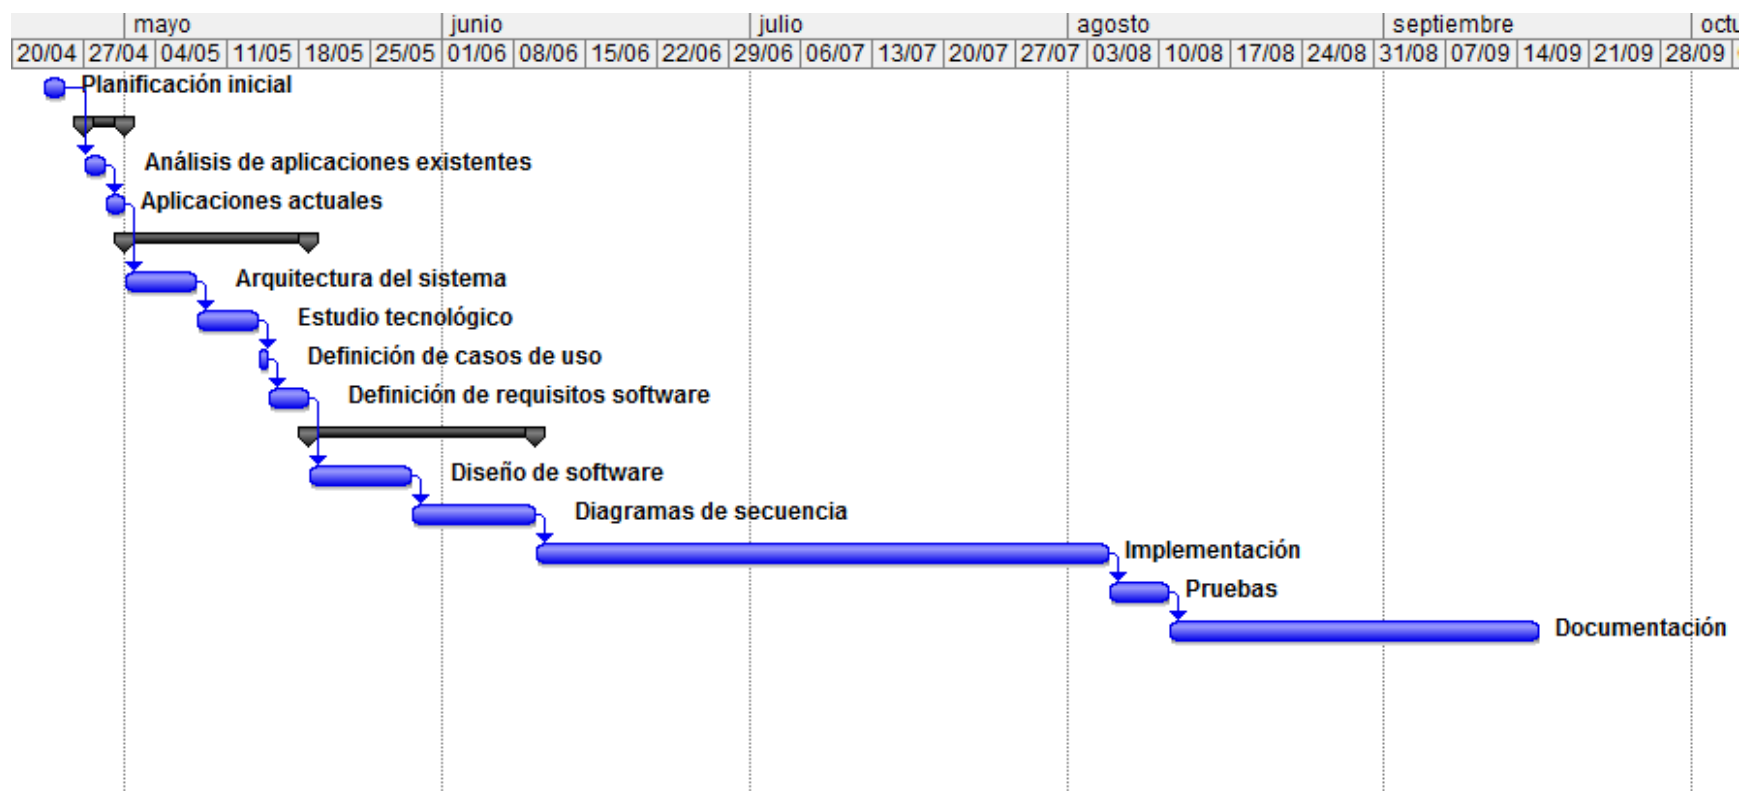 mayo junio julio agosto septiembre octu
20/04 27/04 04/05 11/05 18/05 25/05 01/06 08/06 15/06 22/06 29/06 06/07 13/07 20/07 27/07 03/08 10/08 17/08 24/08 31/08 07/09 14/09 21/09 28/09
Planificación inicial
Análisis de aplicaciones existentes
Aplicaciones actuales
Arquitectura del sistema
Estudio tecnológico
Definición de casos de uso
Definición de requisitos software
Diseño de software
Diagramas de secuencia
Implementación
Pruebas
Documentación